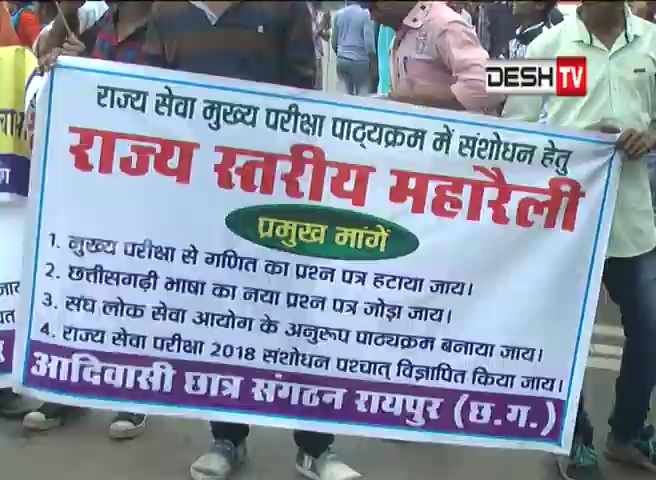 DESH TV
राज्य सेवा मुख्य परीक्षा पाठ्यक्रम में संशोधन हेतु
राज्य स्तरीय महारैली
प्रमुख मांगें
1. मुख्य परीक्षा से गणित का प्रश्न पत्र हटाया जाय।
2. छत्तीसगढ़ी भाषा का नया प्रश्न पत्र जोड़ा जाय।
3. संघ लोक सेवा आयोग के अनुरूप पाठ्यक्रम बनाया जाय।
4. राज्य सेवा परीक्षा 2018 संशोधन पश्चात् विज्ञापित किया जाय।
आदिवासी छात्र संगठन रायपुर (छ.ग.)